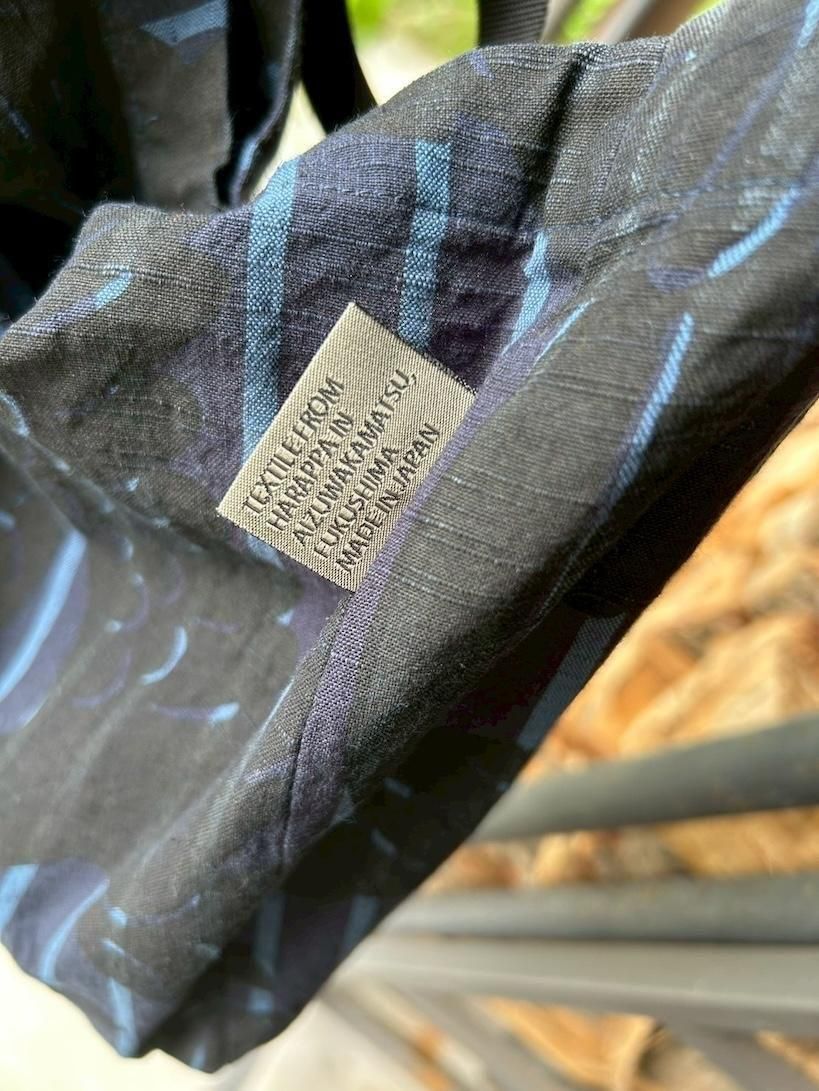 TEXTILE FROM
HARAPPA IN
AIZUWAKAMATSU,
FUKUSHIMA
MADE IN JAPAN